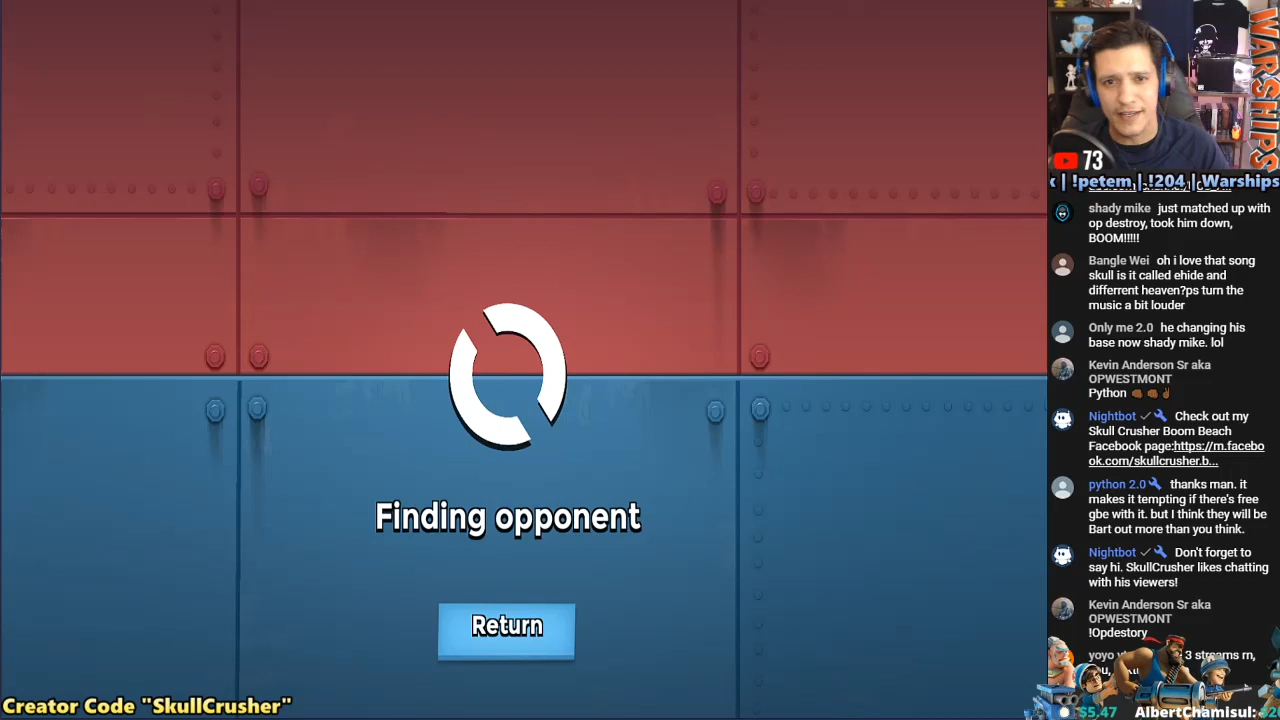 WARSHIPS
73
k | !petem | !204 | Warships
shady mike just matched up with
op destroy, took him down,
BOOM!!!!!
Bangle Wei oh i love that song
skull is it called ehide and
differrent heaven?ps turn the
music a bit louder
Only me 2.0 he changing his
base now shady mike. lol
Kevin Anderson Sr aka
OPWESTMONT
Python
Nightbot Check out my
Skull Crusher Boom Beach
Facebook page:https://m.facebo
ok.com/skullcrusher.b...
python 2.0 thanks man. it
makes it tempting if there's free
gbe with it. but I think they will be
Bart out more than you think.
Nightbot Don't forget to
say hi. SkullCrusher likes chatting
with his viewers!
Kevin Anderson Sr aka
OPWESTMONT
!Opdestory
yoyo 3 streams rn,
$5.47 AlbertChamIsul:
Finding opponent
Return
Creator Code "SkullCrusher"